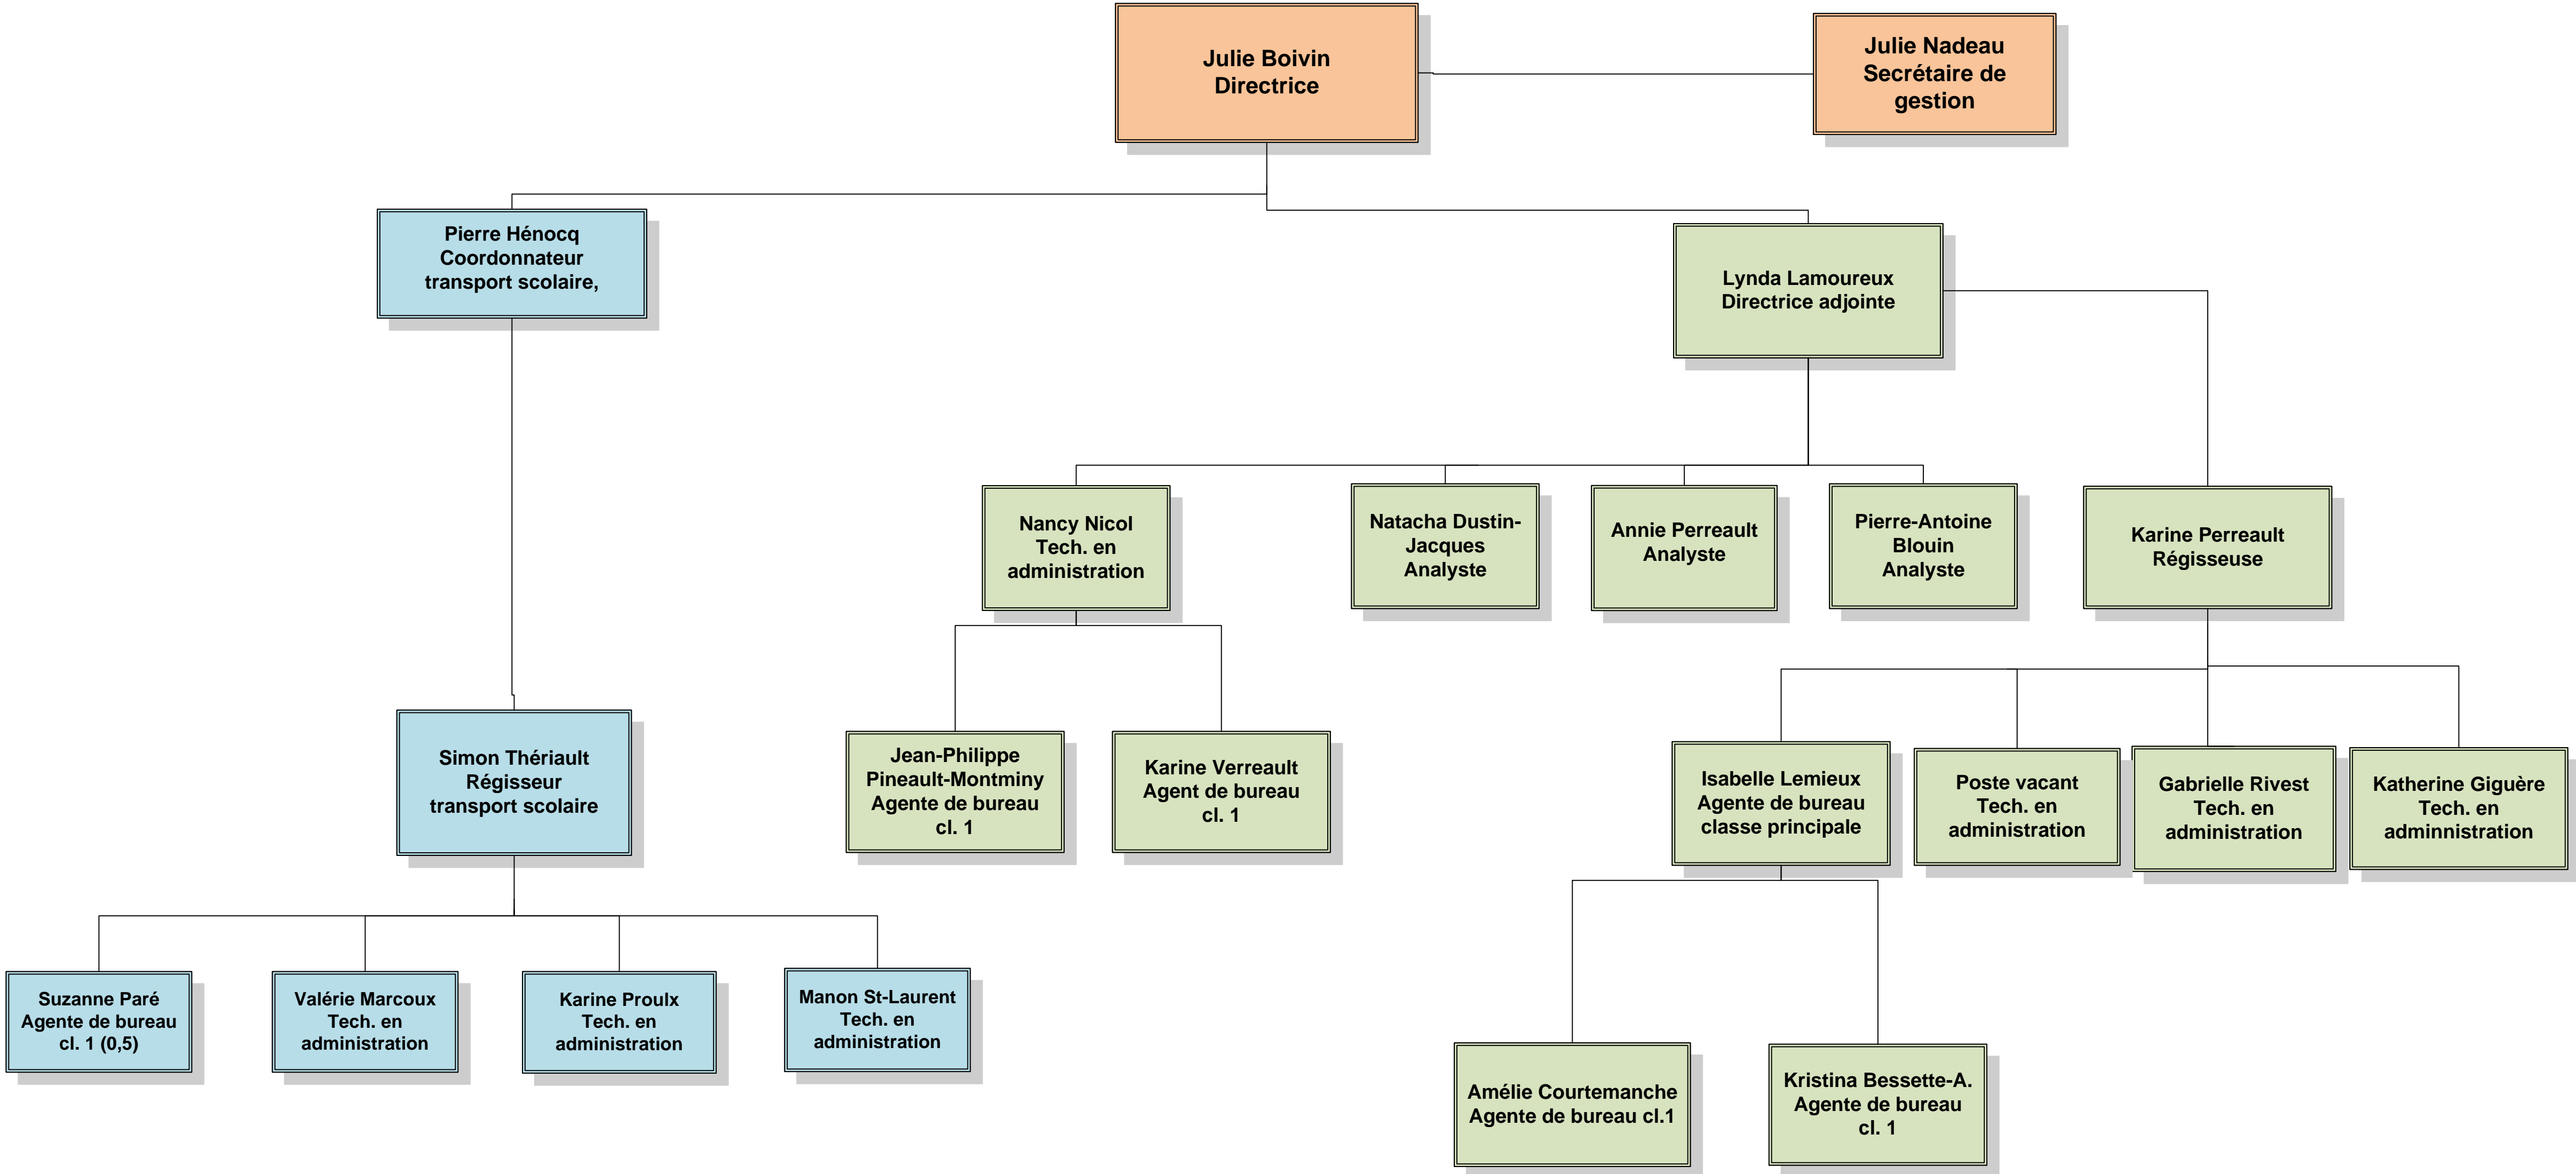 Julie Boivin
Directrice
Julie Nadeau
Secrétaire de
gestion
Pierre Hénocq
Coordonnateur
transport scolaire,
Lynda Lamoureux
Directrice adjointe
Nancy Nicol
Tech. en
administration
Natacha Dustin-
Jacques
Analyste
Annie Perreault
Analyste
Pierre-Antoine
Blouin
Analyste
Karine Perreault
Régisseuse
Simon Thériault
Régisseur
transport scolaire
Jean-Philippe
Pineault-Montminy
Agente de bureau
cl. 1
Karine Verreault
Agent de bureau
cl. 1
Isabelle Lemieux
Agente de bureau
classe principale
Poste vacant
Tech. en
administration
Gabrielle Rivest
Tech. en
administration
Katherine Giguère
Tech. en
adminnistration
Suzanne Paré
Agente de bureau
cl. 1 (0,5)
Valérie Marcoux
Tech. en
administration
Karine Proulx
Tech. en
administration
Manon St-Laurent
Tech. en
administration
Amélie Courtemanche
Agente de bureau cl.1
Kristina Bessette-A.
Agente de bureau
cl. 1